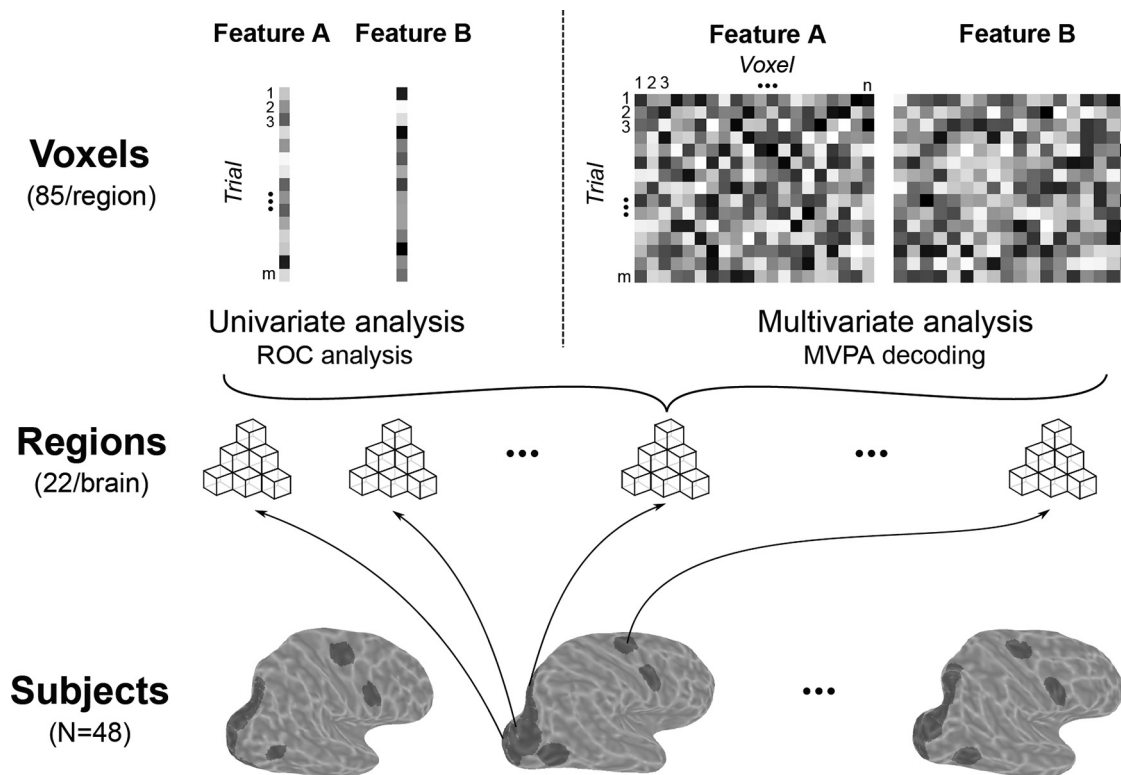 Feature A Feature B
Feature A Feature B
Voxel
1 2 3 ••• n
1
2
3
•••
m
Trial
1
2
3
•••
m
Trial
Voxels
(85/region)
Univariate analysis
ROC analysis
Multivariate analysis
MVPA decoding
Regions
(22/brain)
••• •••
Subjects
(N=48)
•••